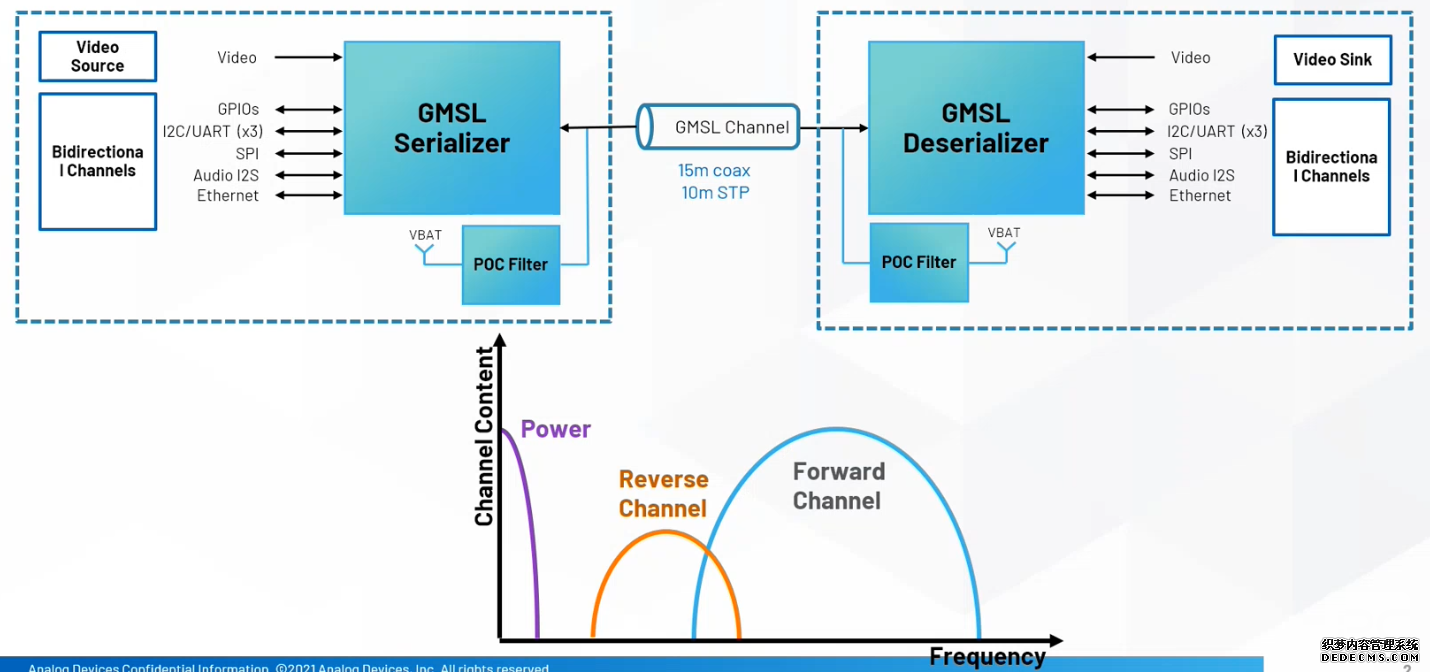 Video
Source
Bidirectiona
l Channels
Video
GPIOs
I2C/UART (x3)
SPI
Audio I2S
Ethernet
GMSL
Serializer
VBAT
POC Filter
GMSL Channel
15m coax
10m STP
GMSL
Deserializer
POC Filter
VBAT
Video
GPIOs
I2C/UART (x3)
SPI
Audio I2S
Ethernet
Video Sink
Bidirectiona
l Channels
Channel Content
Power
Reverse
Channel
Forward
Channel
Frequency
Analog Devices Confidential Information. ©2021 Analog Devices, Inc. All rights reserved.
织梦内容管理系统
DEDECMS.COM
2